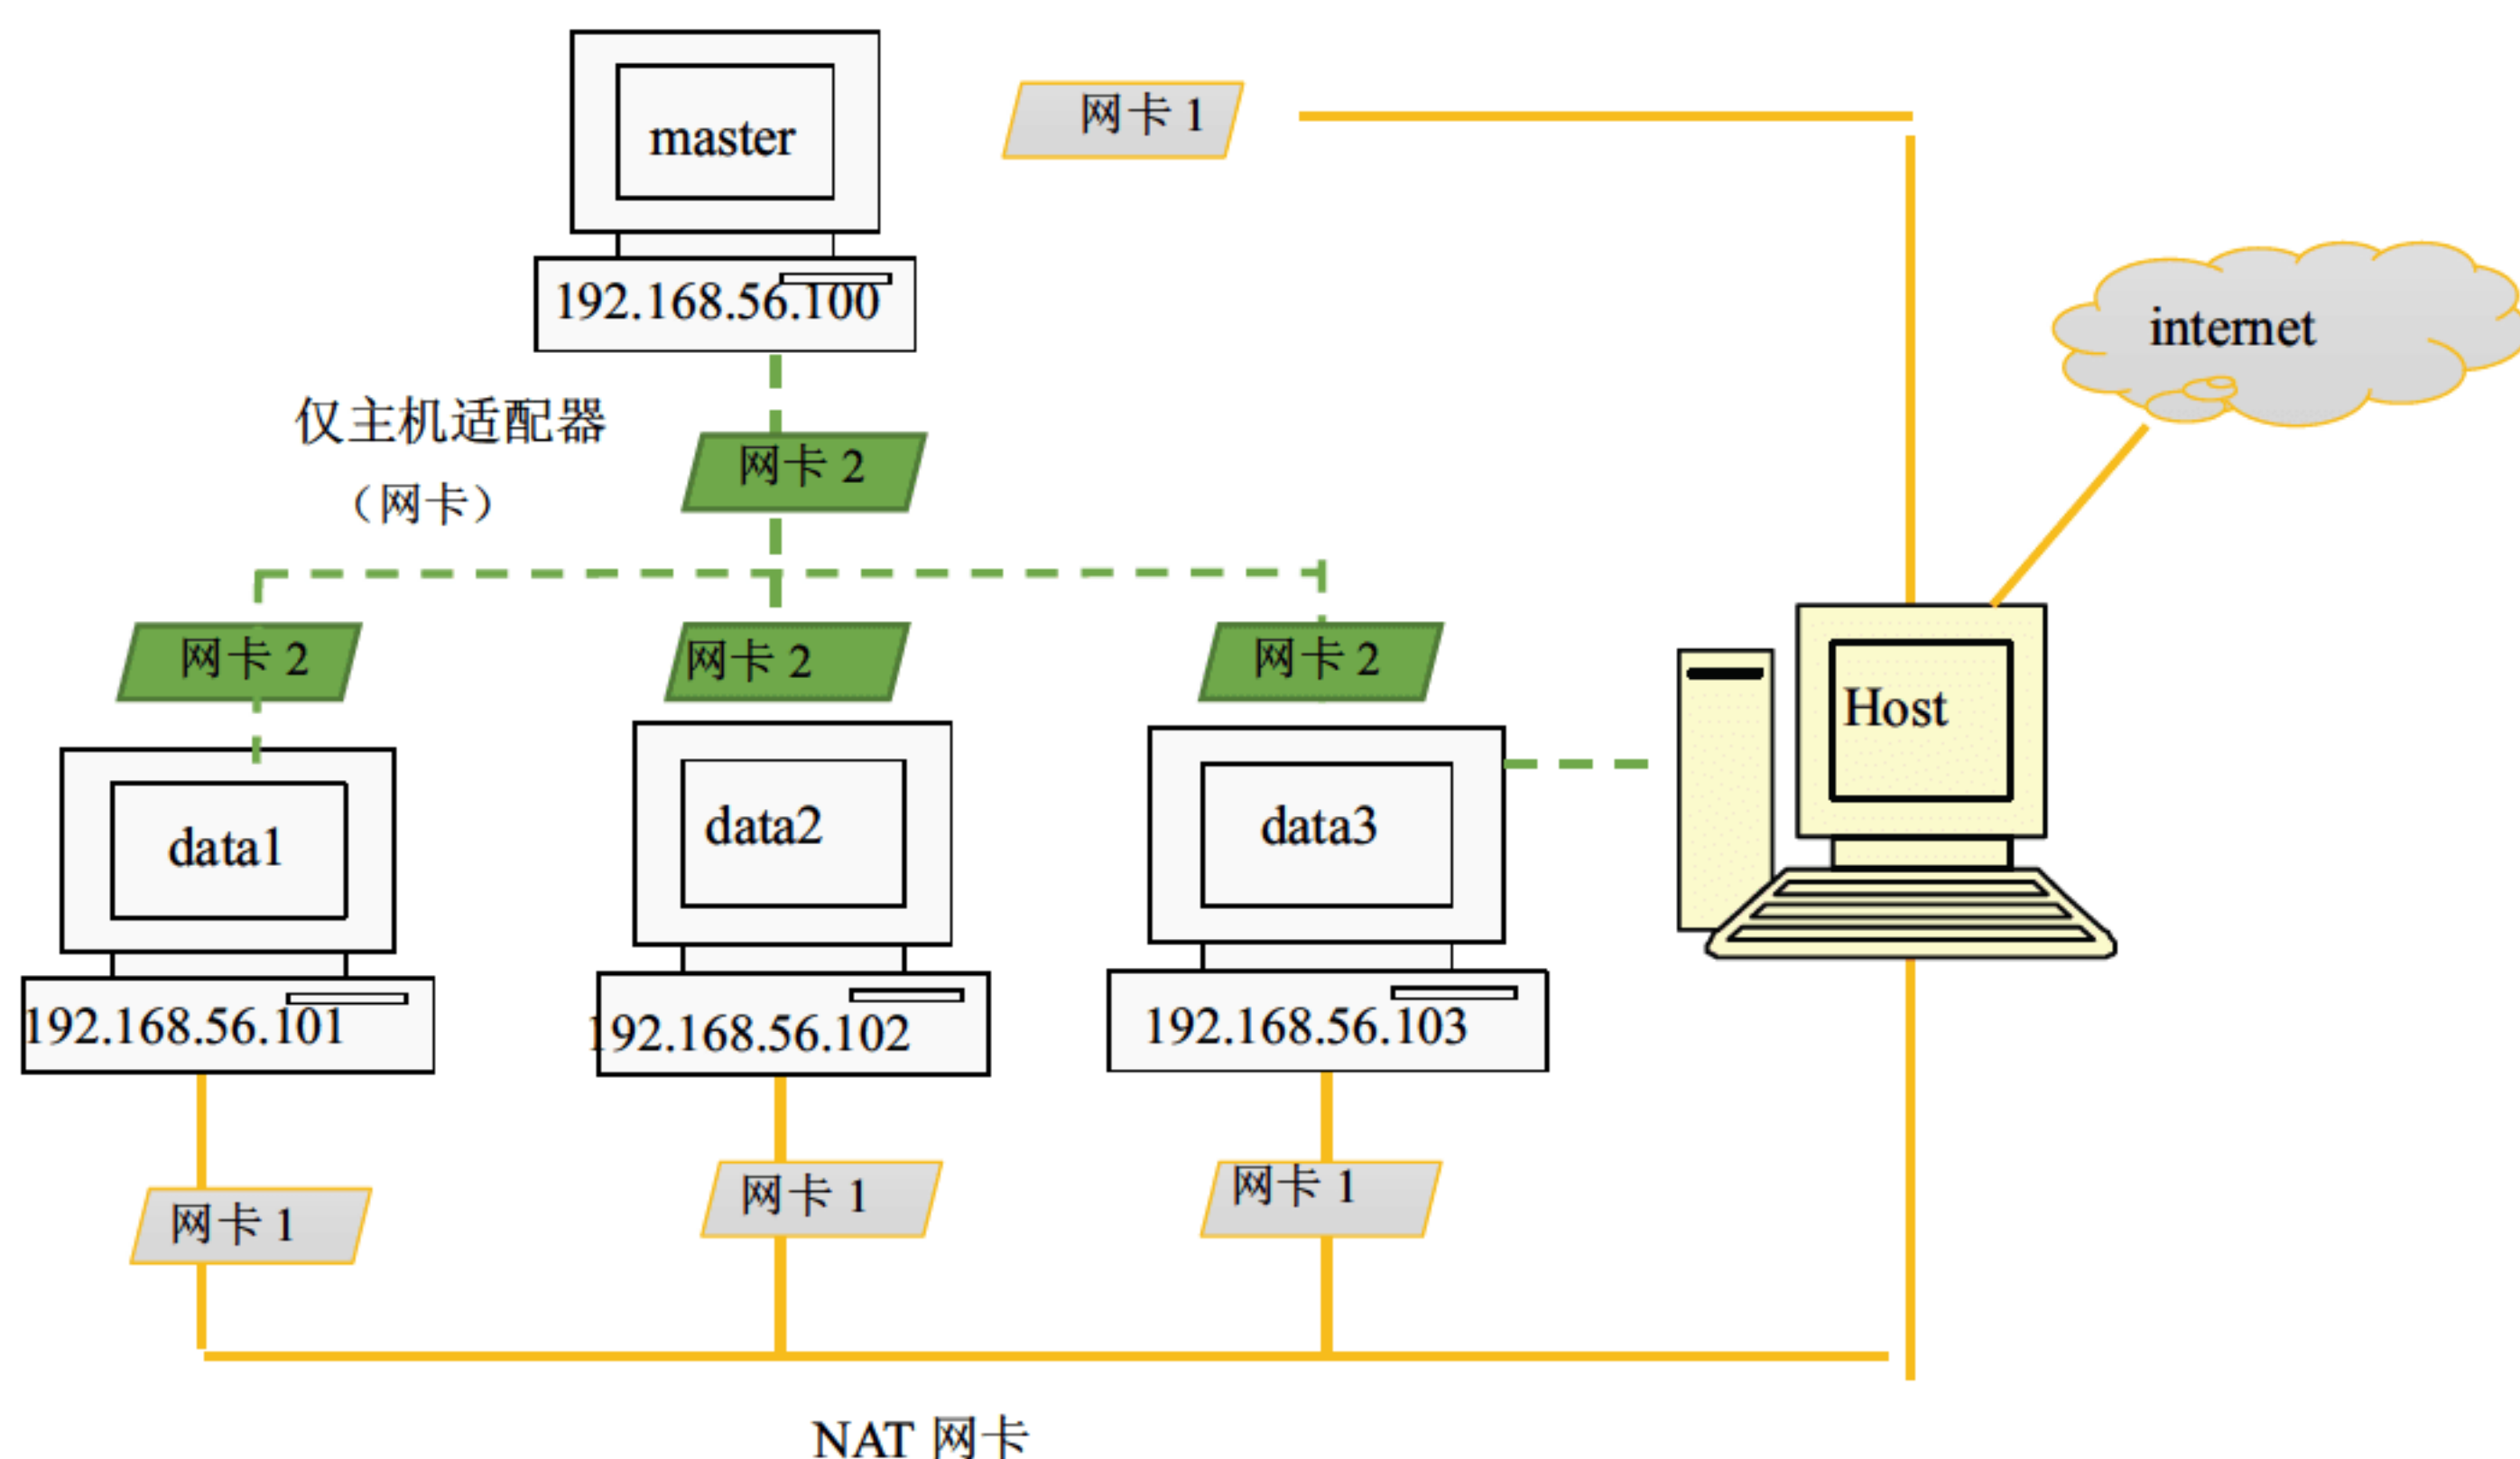 master
网卡 1
192.168.56.100
internet
仅主机适配器
（网卡）
网卡 2
网卡 2
网卡 2
网卡 2
Host
data1
data2
data3
192.168.56.101
192.168.56.102
192.168.56.103
网卡 1
网卡 1
网卡 1
NAT 网卡